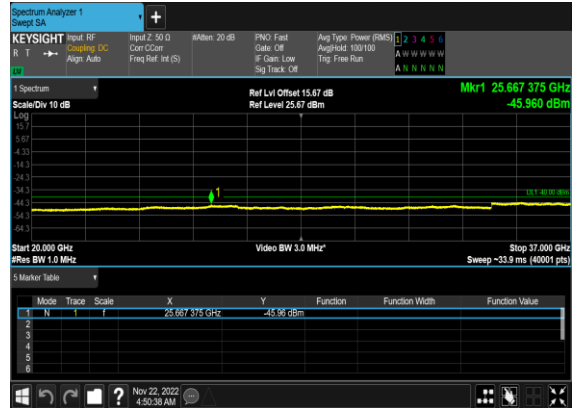 Spectrum Analyzer 1
Swept SA
+
KEYSIGHT
R T
LV
Input: RF
Coupling: DC
Align: Auto
Input Z: 50 Ω
Corr CCorr
Freq Ref: Int (S)
#Atten: 20 dB
PNO: Fast
Gate: Off
IF Gain: Low
Sig Track: Off
Avg Type: Power (RMS)
Avg|Hold: 100/100
Trig: Free Run
1 2 3 4 5 6
A W W W W W
A N N N N N
1 Spectrum
Scale/Div 10 dB
Ref Lvl Offset 15.67 dB
Ref Level 25.67 dBm
Mkr1 25.667 375 GHz
-45.960 dBm
Log
15.7
5.67
-4.33
-14.3
-24.3
-34.3
-44.3
-54.3
-64.3
1
DL1 -40.00 dBm
Start 20.000 GHz
#Res BW 1.0 MHz
Video BW 3.0 MHz*
Stop 37.000 GHz
Sweep ~33.9 ms (40001 pts)
5 Marker Table
Mode Trace Scale X Y Function Function Width Function Value
1 N 1 f 25.667 375 GHz -45.96 dBm
2
3
4
5
6
?
Nov 22, 2022
4:50:38 AM